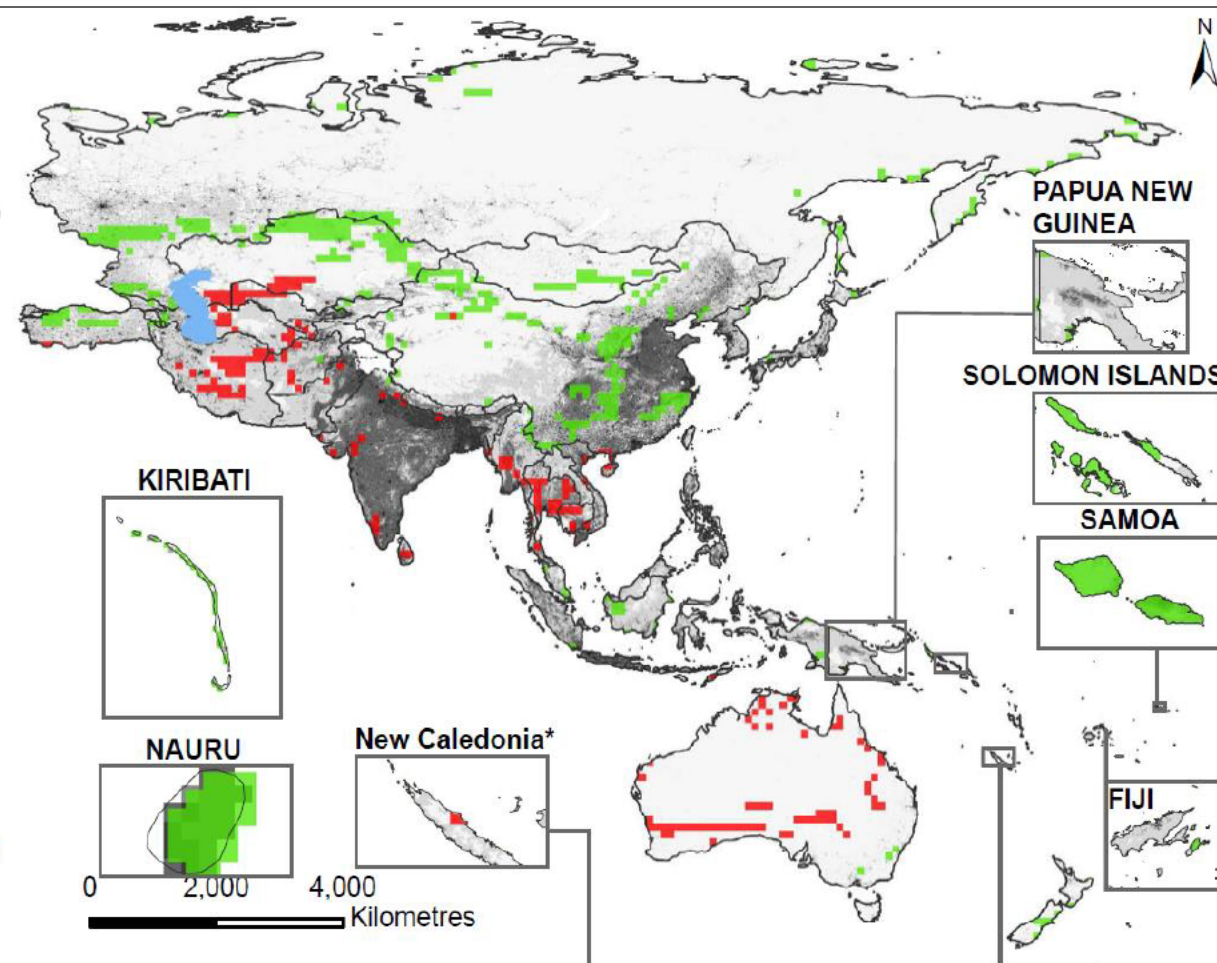 N
PAPUA NEW
GUINEA
SOLOMON ISLANDS
KIRIBATI
SAMOA
NAURU
New Caledonia*
FIJI
0 2,000 4,000
Kilometres